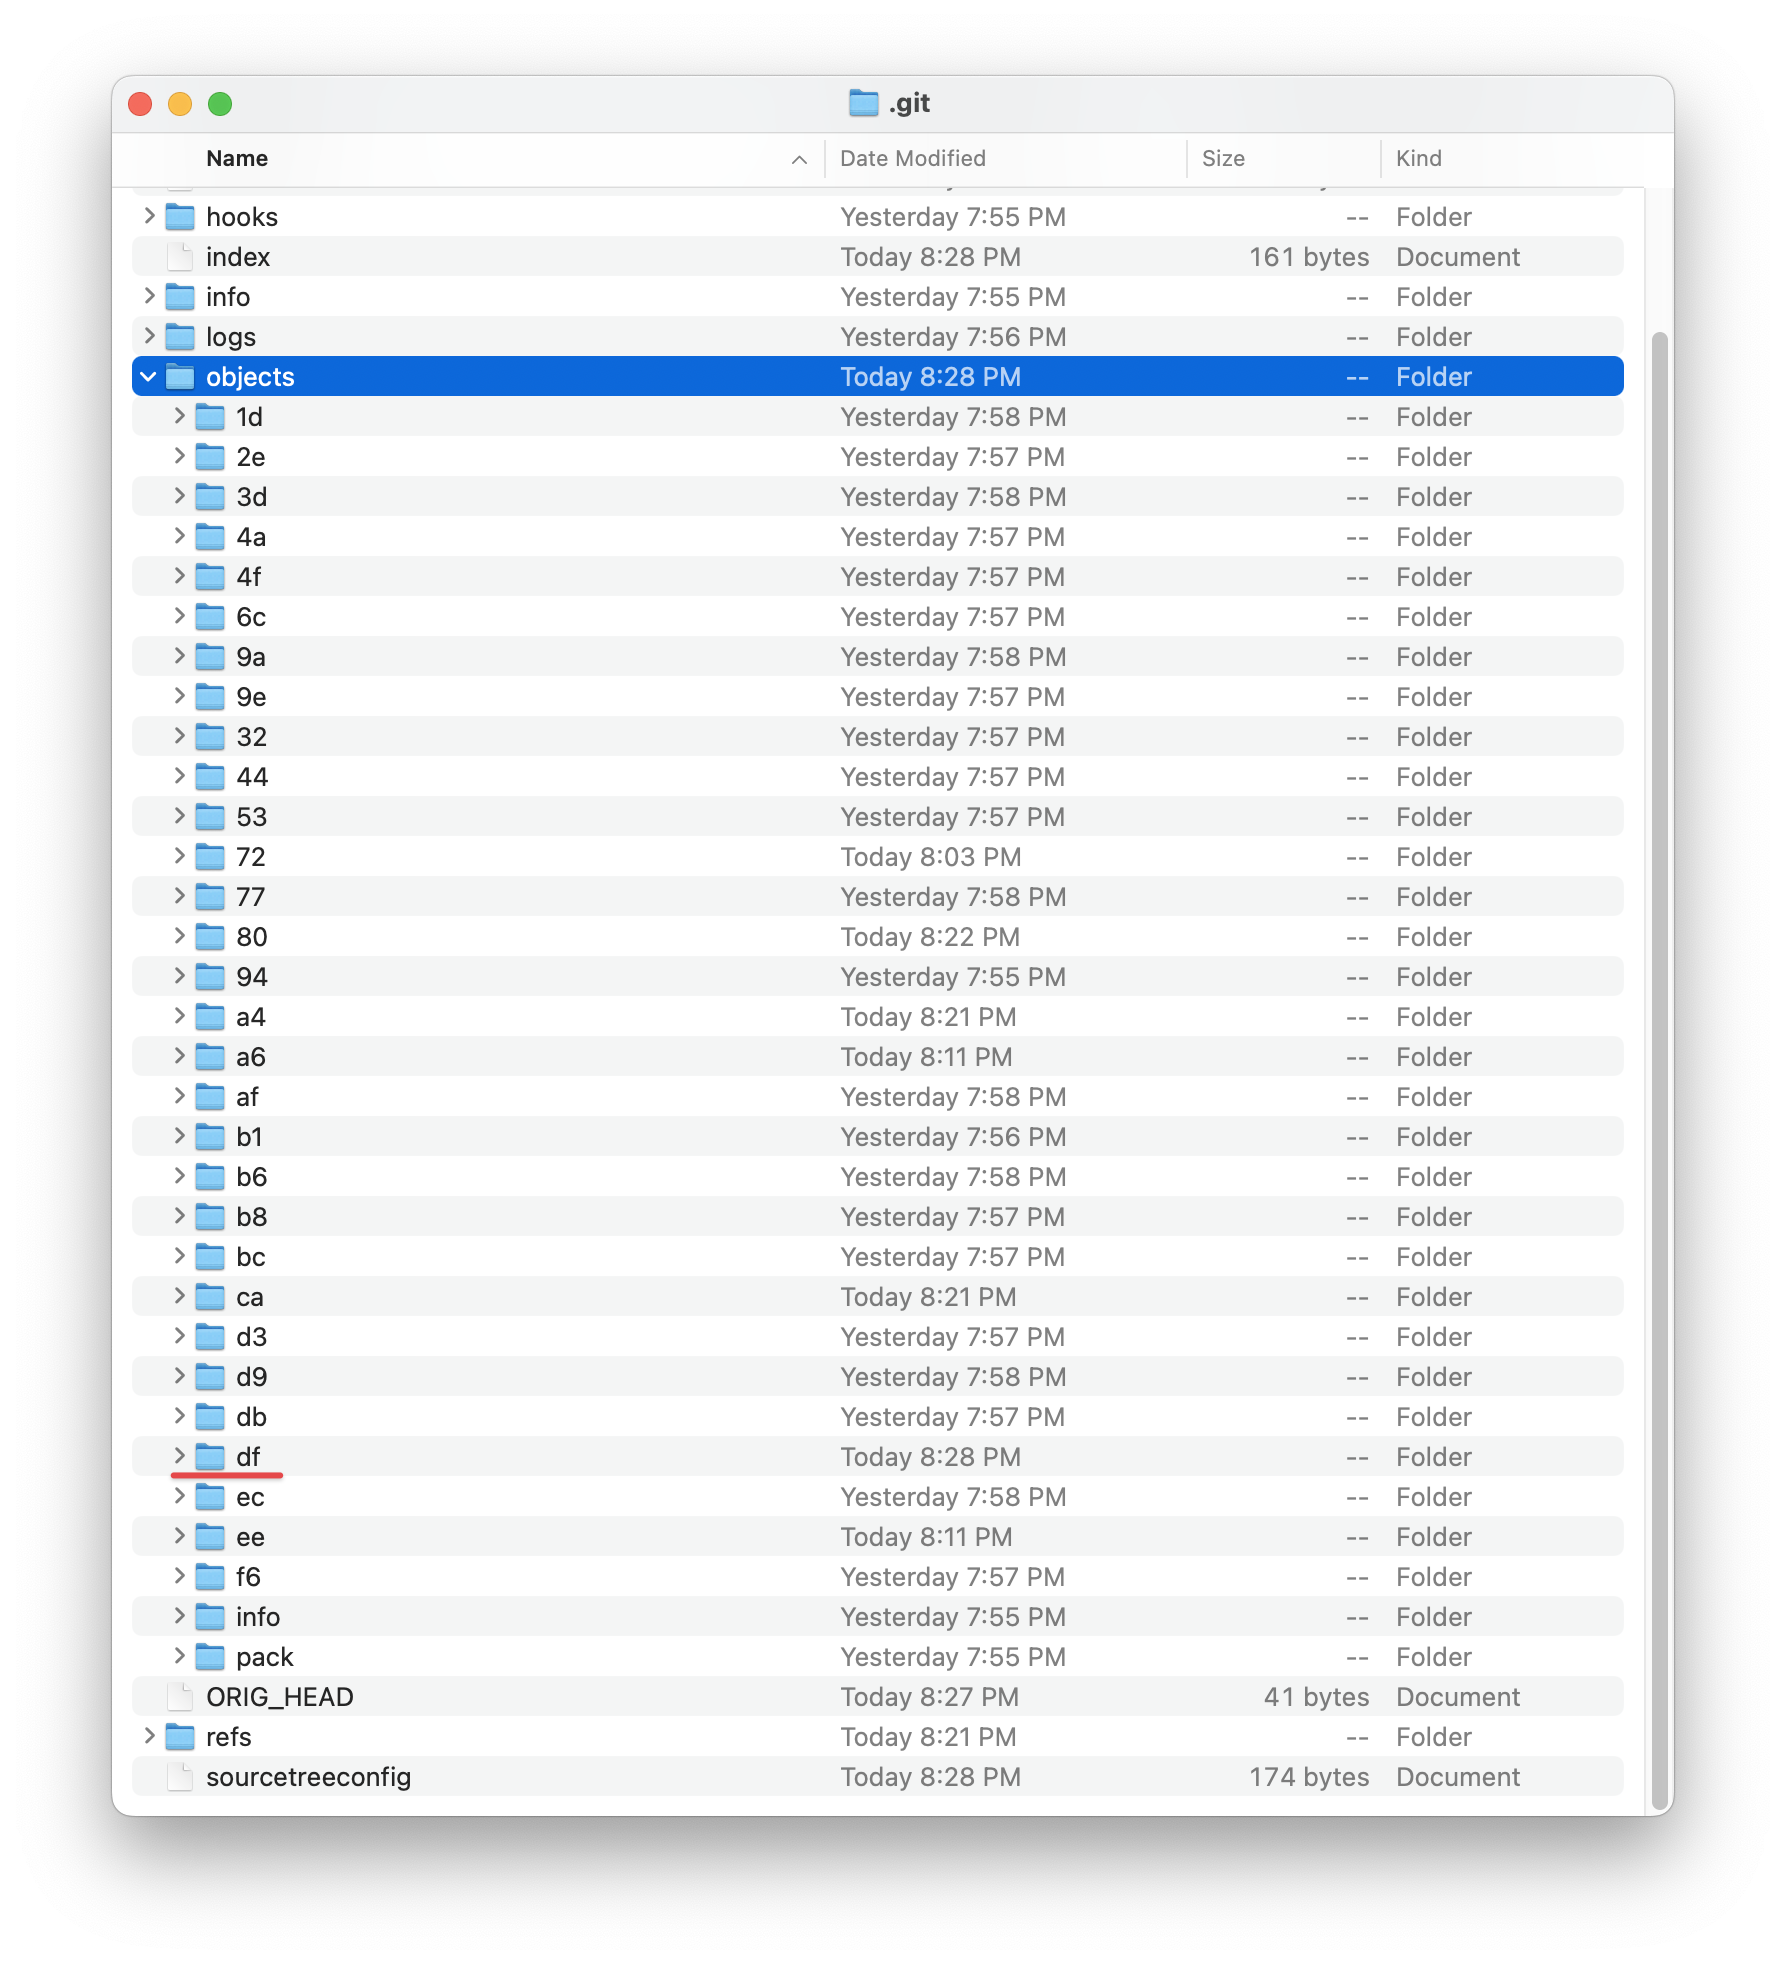 .git
Name Date Modified Size Kind
hooks Yesterday 7:55 PM -- Folder
index Today 8:28 PM 161 bytes Document
info Yesterday 7:55 PM -- Folder
logs Yesterday 7:56 PM -- Folder
objects Today 8:28 PM -- Folder
1d Yesterday 7:58 PM -- Folder
2e Yesterday 7:57 PM -- Folder
3d Yesterday 7:58 PM -- Folder
4a Yesterday 7:57 PM -- Folder
4f Yesterday 7:57 PM -- Folder
6c Yesterday 7:57 PM -- Folder
9a Yesterday 7:58 PM -- Folder
9e Yesterday 7:57 PM -- Folder
32 Yesterday 7:57 PM -- Folder
44 Yesterday 7:57 PM -- Folder
53 Yesterday 7:57 PM -- Folder
72 Today 8:03 PM -- Folder
77 Yesterday 7:58 PM -- Folder
80 Today 8:22 PM -- Folder
94 Yesterday 7:55 PM -- Folder
a4 Today 8:21 PM -- Folder
a6 Today 8:11 PM -- Folder
af Yesterday 7:58 PM -- Folder
b1 Yesterday 7:56 PM -- Folder
b6 Yesterday 7:58 PM -- Folder
b8 Yesterday 7:57 PM -- Folder
bc Yesterday 7:57 PM -- Folder
ca Today 8:21 PM -- Folder
d3 Yesterday 7:57 PM -- Folder
d9 Yesterday 7:58 PM -- Folder
db Yesterday 7:57 PM -- Folder
df Today 8:28 PM -- Folder
ec Yesterday 7:58 PM -- Folder
ee Today 8:11 PM -- Folder
f6 Yesterday 7:57 PM -- Folder
info Yesterday 7:55 PM -- Folder
pack Yesterday 7:55 PM -- Folder
ORIG_HEAD Today 8:27 PM 41 bytes Document
refs Today 8:21 PM -- Folder
sourcetreeconfig Today 8:28 PM 174 bytes Document